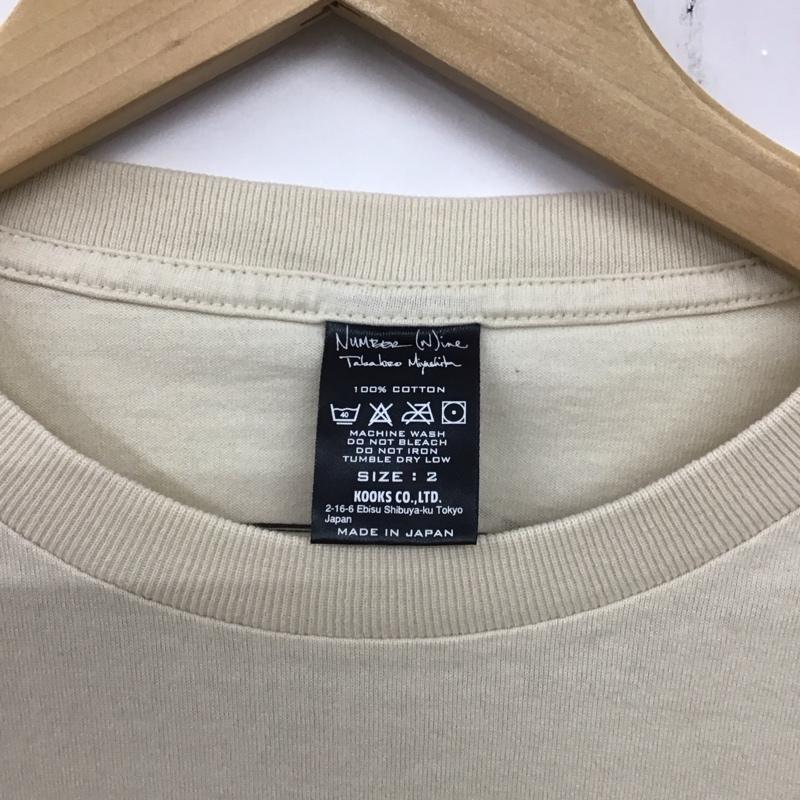 NUMBER (N)ine
Takahiro Miyashita
100% COTTON
40
MACHINE WASH
DO NOT BLEACH
DO NOT IRON
TUMBLE DRY LOW
SIZE : 2
KOOKS CO.,LTD.
2-16-6 Ebisu Shibuya-ku Tokyo
Japan
MADE IN JAPAN